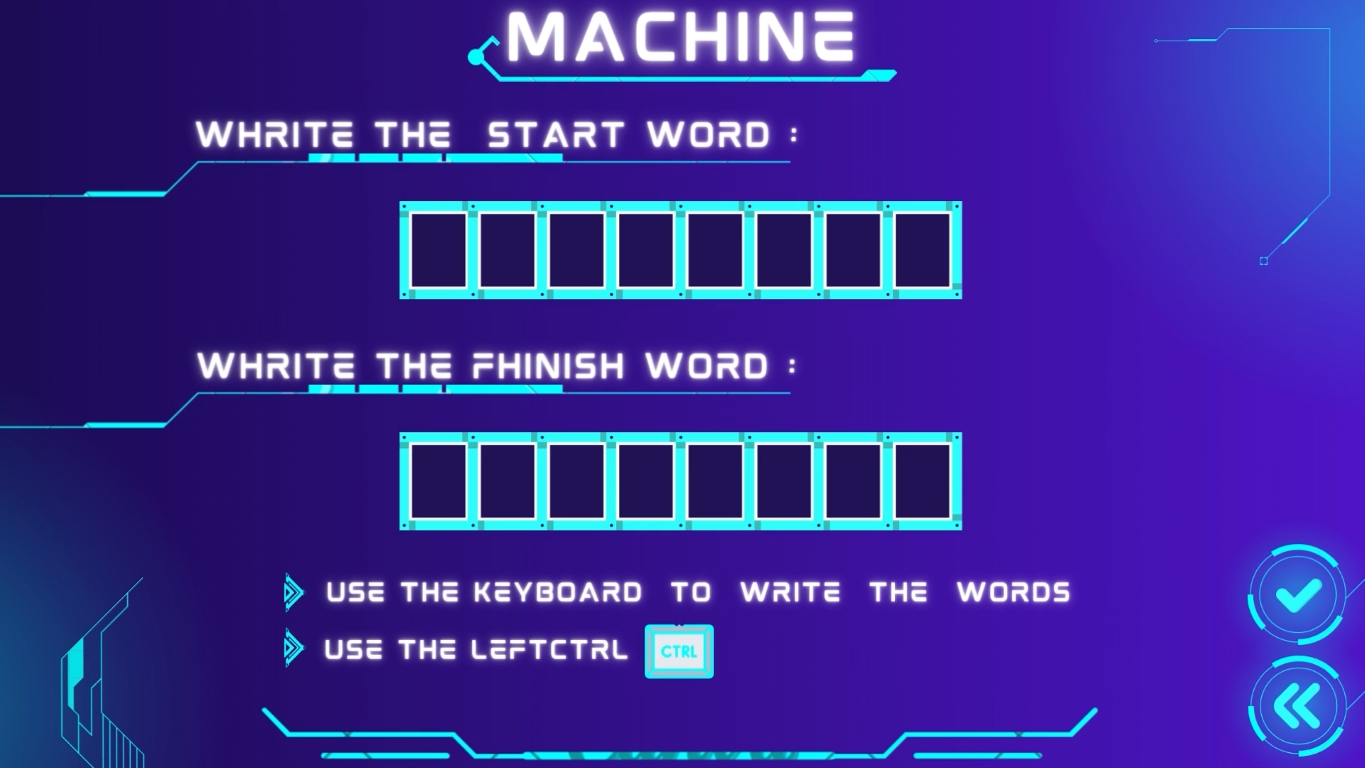 MACHINE
WHRITE THE START WORD :
WHRITE THE FHINISH WORD :
USE THE KEYBOARD TO WRITE THE WORDS
USE THE LEFTCTRL CTRL